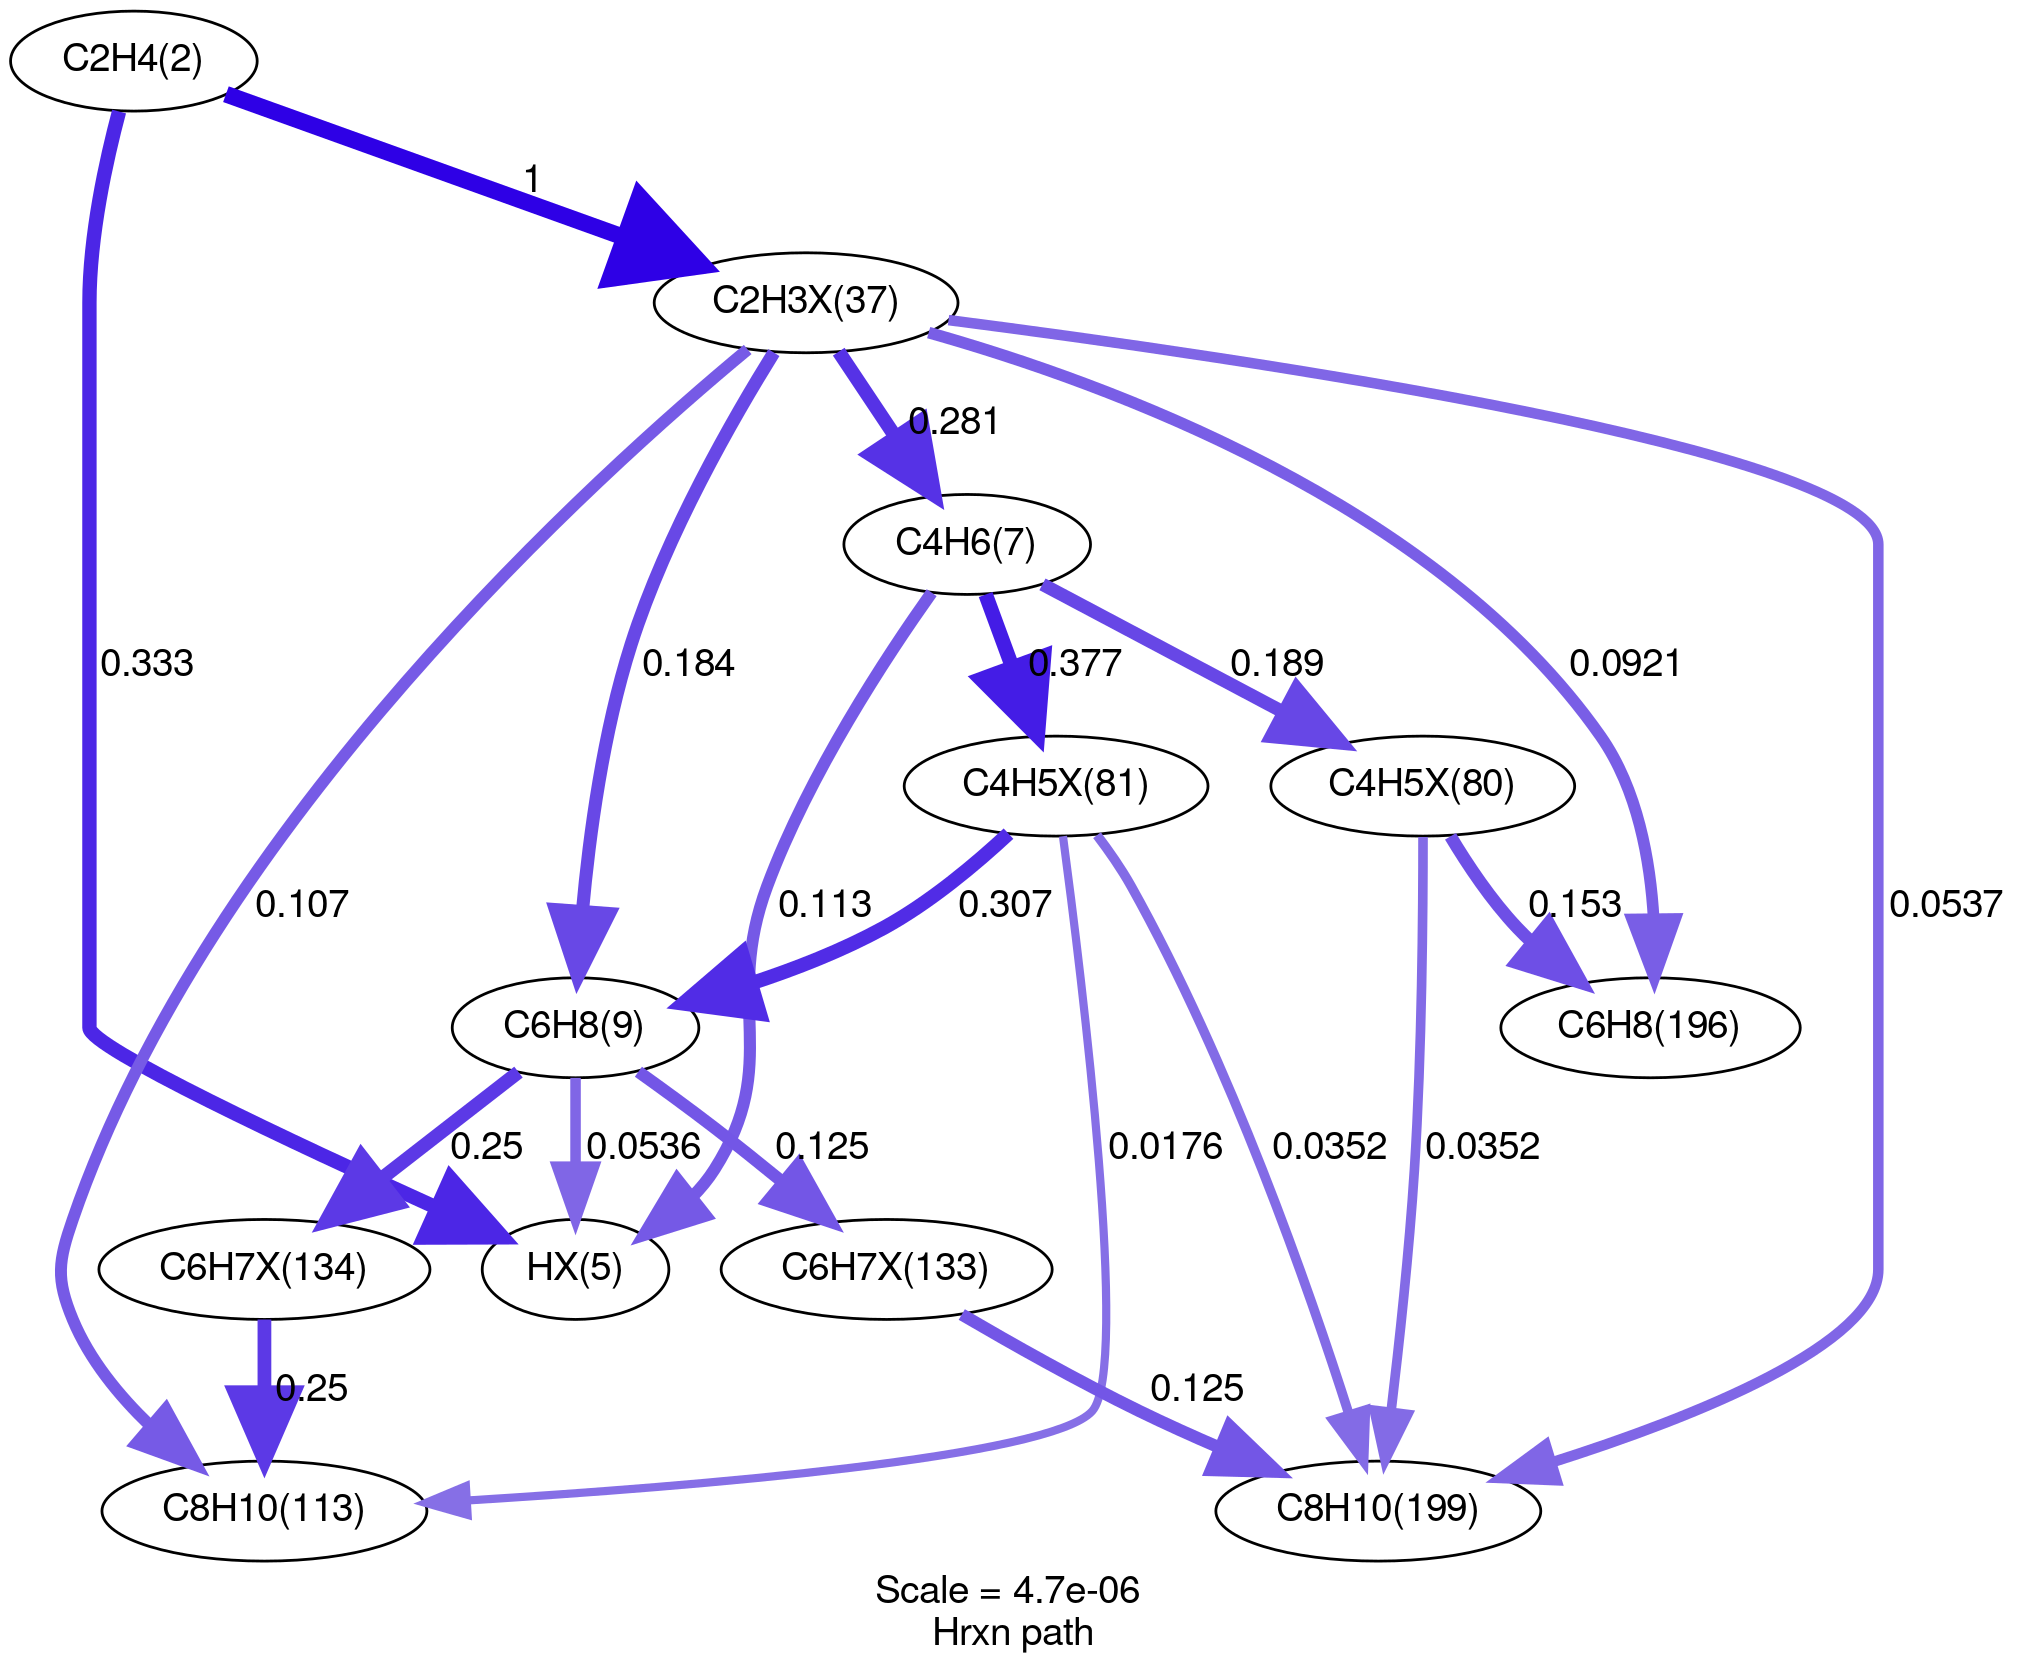 C2H4(2)
1
C2H3X(37)
0.281
C4H6(7)
0.333
0.184
0.377
0.189
0.0921
C4H5X(81)
C4H5X(80)
0.107
0.113
0.307
0.153
0.0537
C6H8(9)
C6H8(196)
0.25
0.0536
0.125
0.0176
0.0352
0.0352
C6H7X(134)
HX(5)
C6H7X(133)
0.25
0.125
C8H10(113)
C8H10(199)
Scale = 4.7e-06
Hrxn path